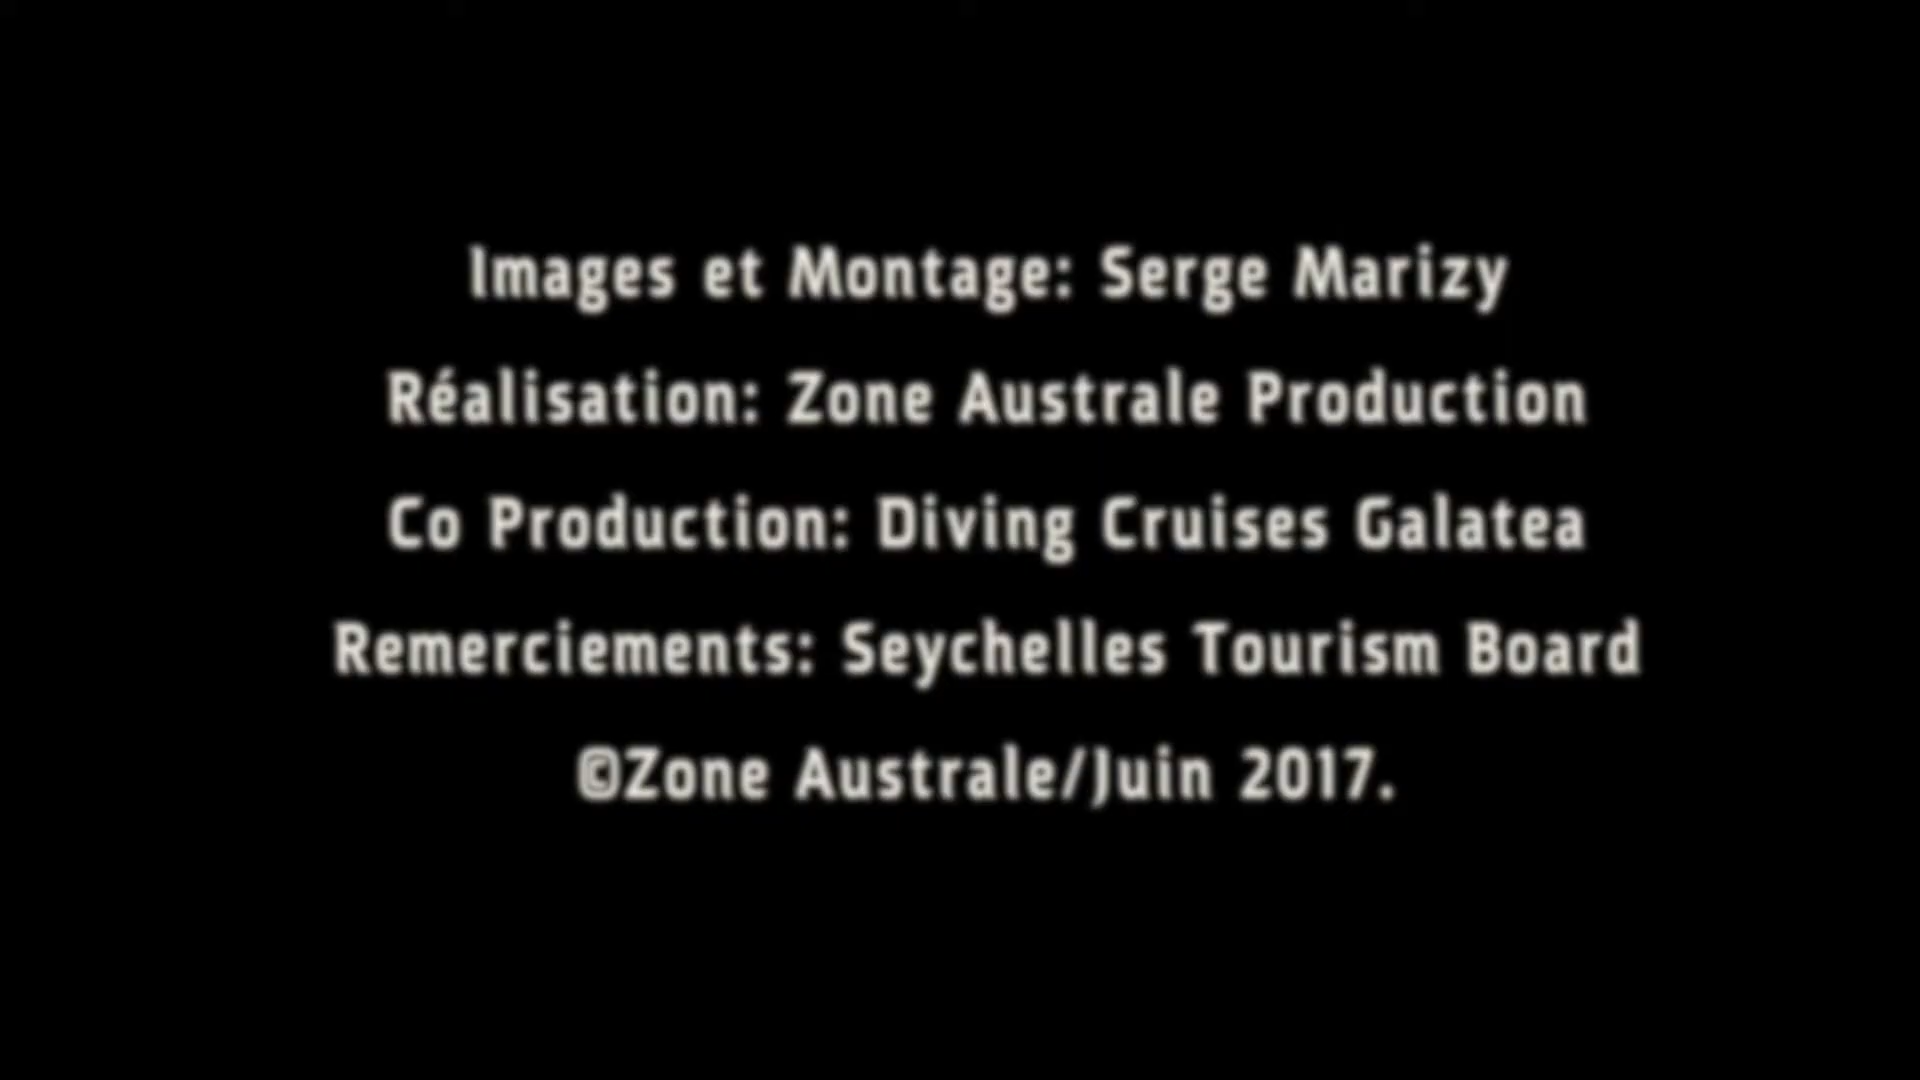 Images et Montage: Serge Marizy
Réalisation: Zone Australe Production
Co Production: Diving Cruises Galatea
Remerciements: Seychelles Tourism Board
©Zone Australe/Juin 2017.